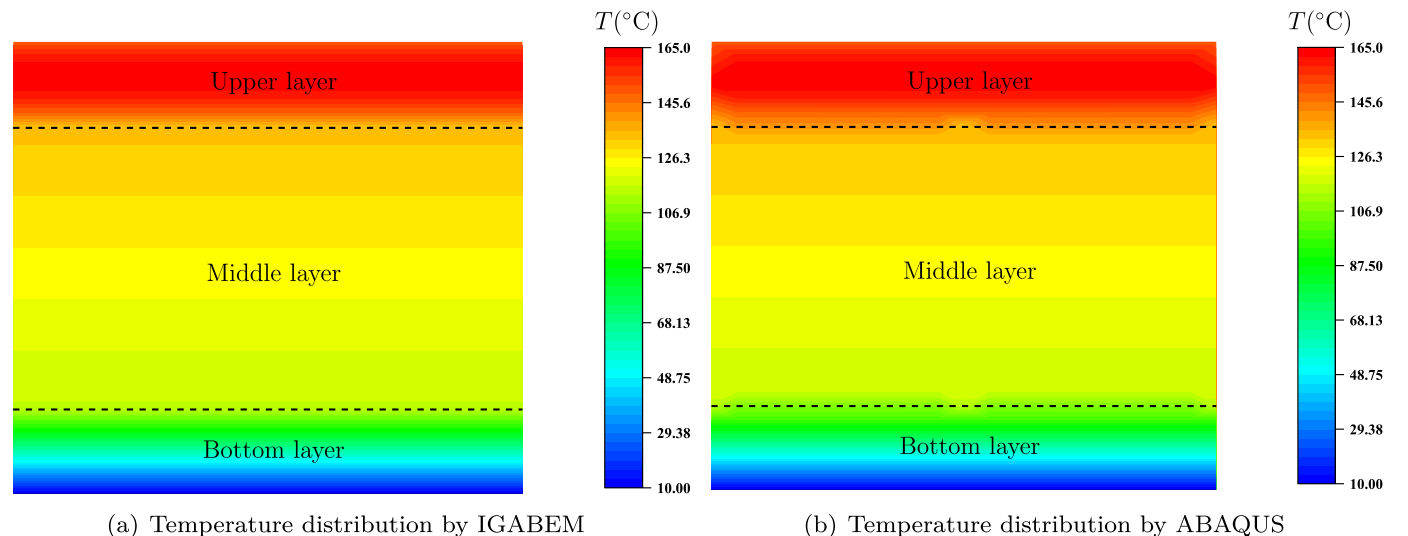 T(°C)
165.0
145.6
126.3
106.9
87.50
68.13
48.75
29.38
10.00
Upper layer
Middle layer
Bottom layer
(a) Temperature distribution by IGABEM
T(°C)
165.0
145.6
126.3
106.9
87.50
68.13
48.75
29.38
10.00
Upper layer
Middle layer
Bottom layer
(b) Temperature distribution by ABAQUS